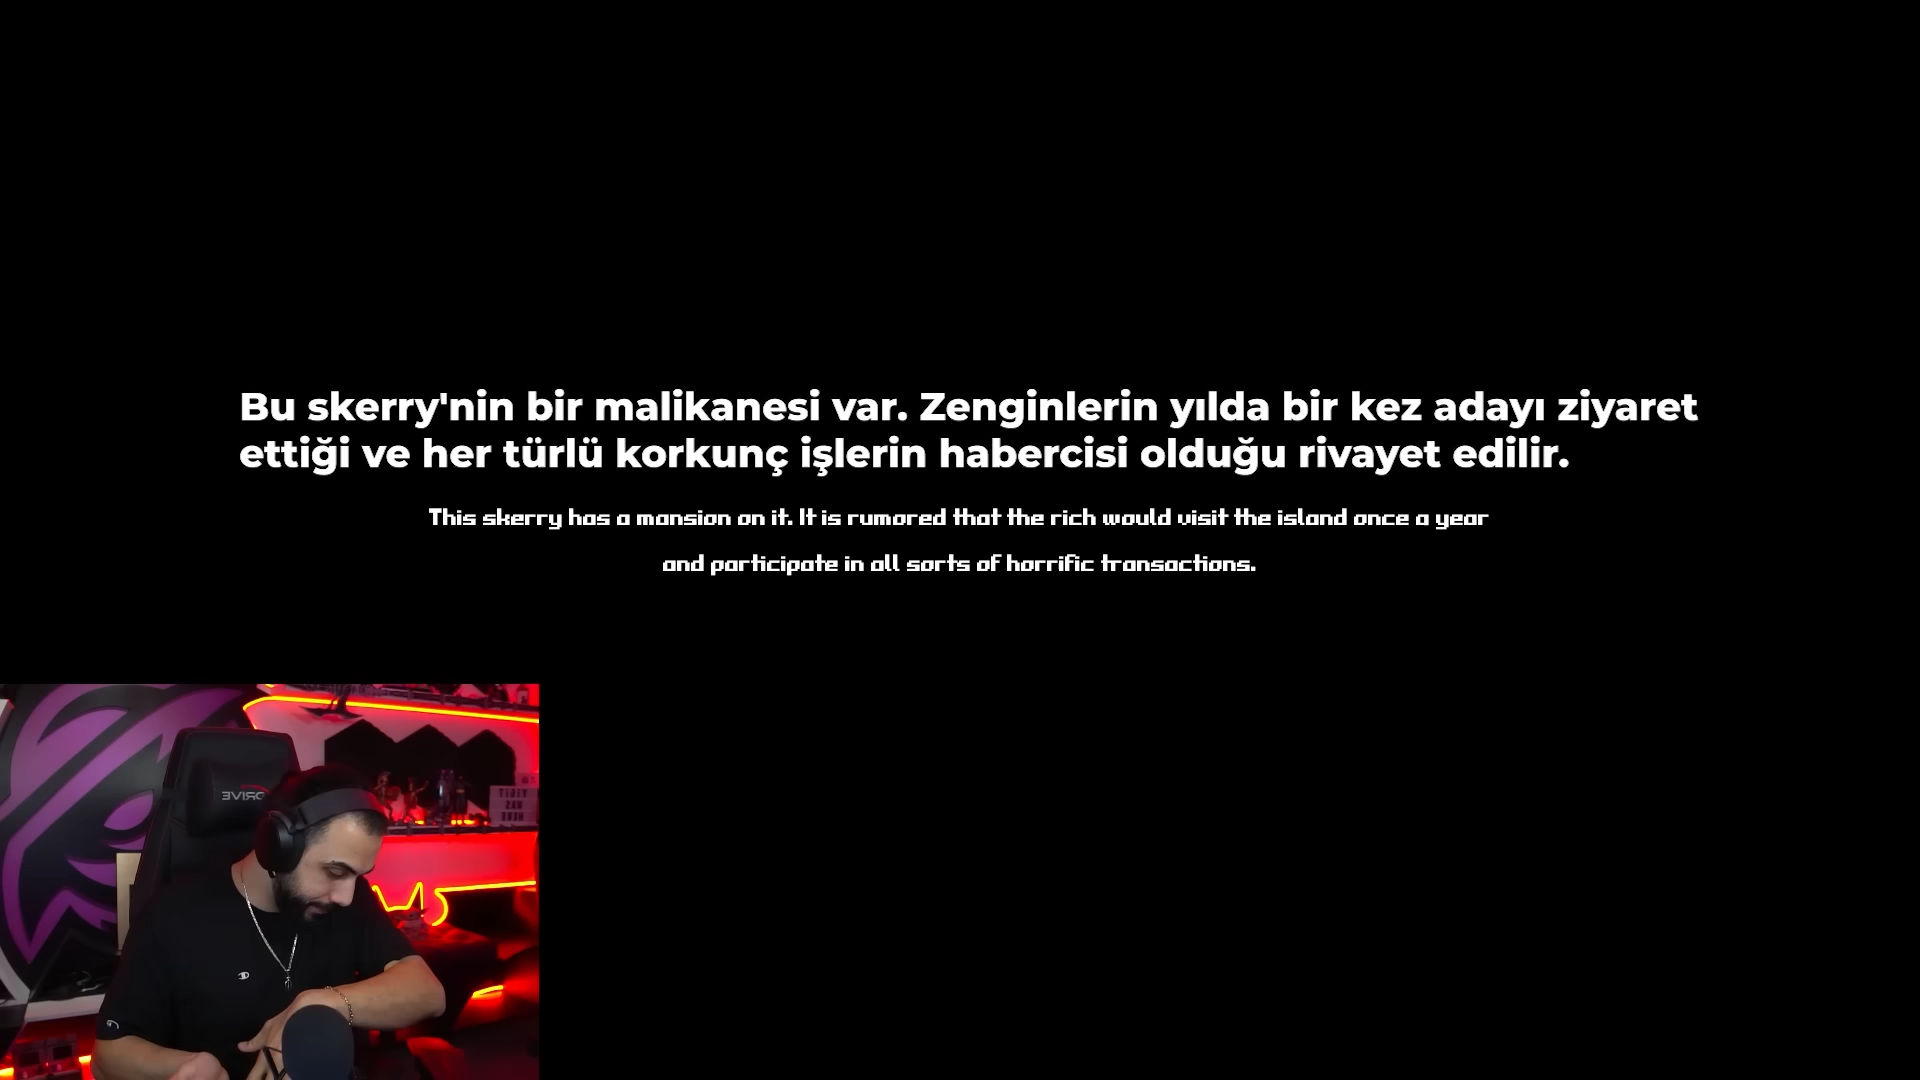 Bu skerry'nin bir malikanesi var. Zenginlerin yılda bir kez adayı ziyaret
ettiği ve her türlü korkunç işlerin habercisi olduğu rivayet edilir.
This skerry has a mansion on it. It is rumored that the rich would visit the island once a year
and participate in all sorts of horrific transactions.
DRIVE